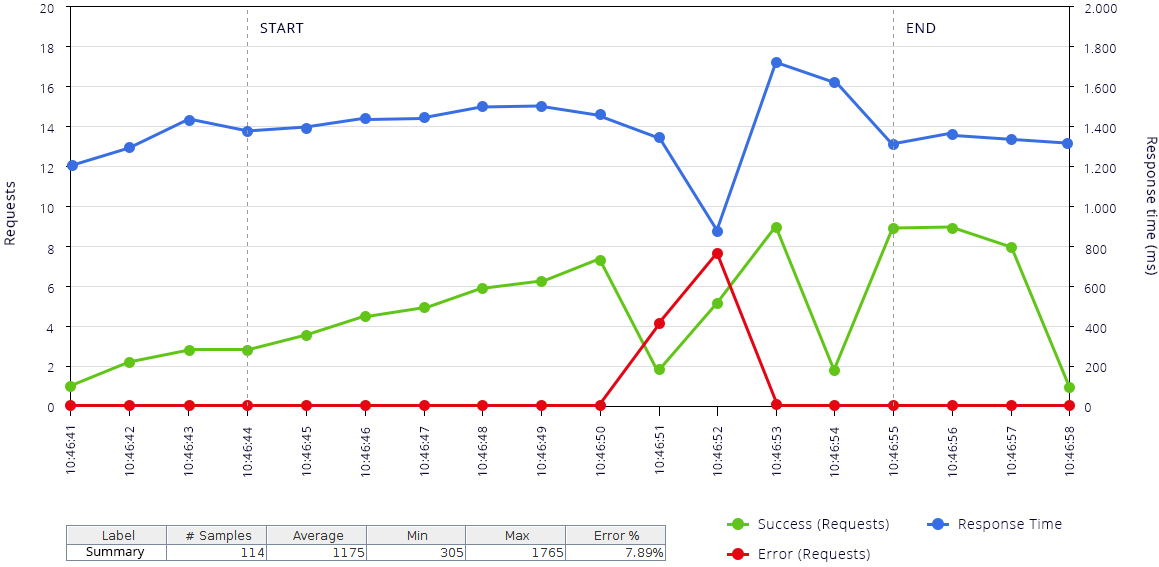 20 2.000
START END
18 1.800
16 1.600
14 1.400
12 1.200
10 1.000
8 800
6 600
4 400
2 200
0 0
Requests
Response time (ms)
10:46:41 10:46:42 10:46:43 10:46:44 10:46:45 10:46:46 10:46:47 10:46:48 10:46:49 10:46:50 10:46:51 10:46:52 10:46:53 10:46:54 10:46:55 10:46:56 10:46:57 10:46:58
Label # Samples Average Min Max Error %
Summary 114 1175 305 1765 7.89%
Success (Requests) Response Time
Error (Requests)